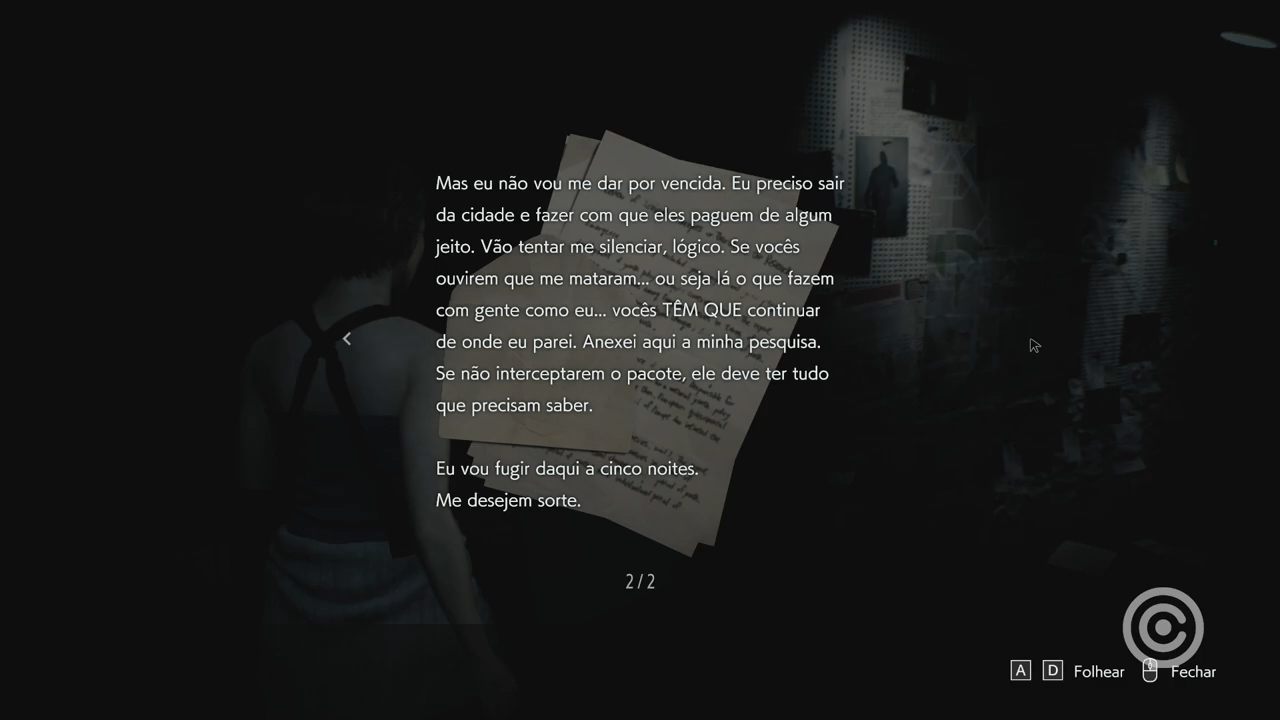 Mas eu não vou me dar por vencida. Eu preciso sair
da cidade e fazer com que eles paguem de algum
jeito. Vão tentar me silenciar, lógico. Se vocês
ouvirem que me mataram... ou seja lá o que fazem
com gente como eu... vocês TÊM QUE continuar
de onde eu parei. Anexei aqui a minha pesquisa.
Se não interceptarem o pacote, ele deve ter tudo
que precisam saber.
Eu vou fugir daqui a cinco noites.
Me desejem sorte.
2 / 2
A D Folhear Fechar